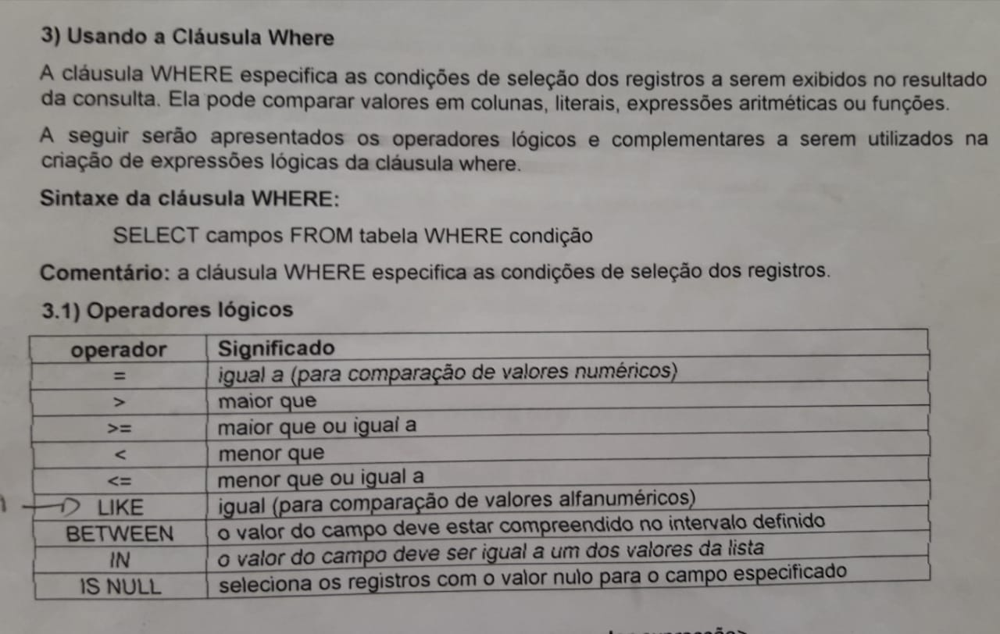 3) Usando a Cláusula Where
A cláusula WHERE especifica as condições de seleção dos registros a serem exibidos no resultado
da consulta. Ela pode comparar valores em colunas, literais, expressões aritméticas ou funções.
A seguir serão apresentados os operadores lógicos e complementares a serem utilizados na
criação de expressões lógicas da cláusula where.
Sintaxe da cláusula WHERE:
SELECT campos FROM tabela WHERE condição
Comentário: a cláusula WHERE especifica as condições de seleção dos registros.
3.1) Operadores lógicos
operador Significado
= igual a (para comparação de valores numéricos)
> maior que
>= maior que ou igual a
< menor que
<= menor que ou igual a
LIKE igual (para comparação de valores alfanuméricos)
BETWEEN o valor do campo deve estar compreendido no intervalo definido
IN o valor do campo deve ser igual a um dos valores da lista
IS NULL seleciona os registros com o valor nulo para o campo especificado